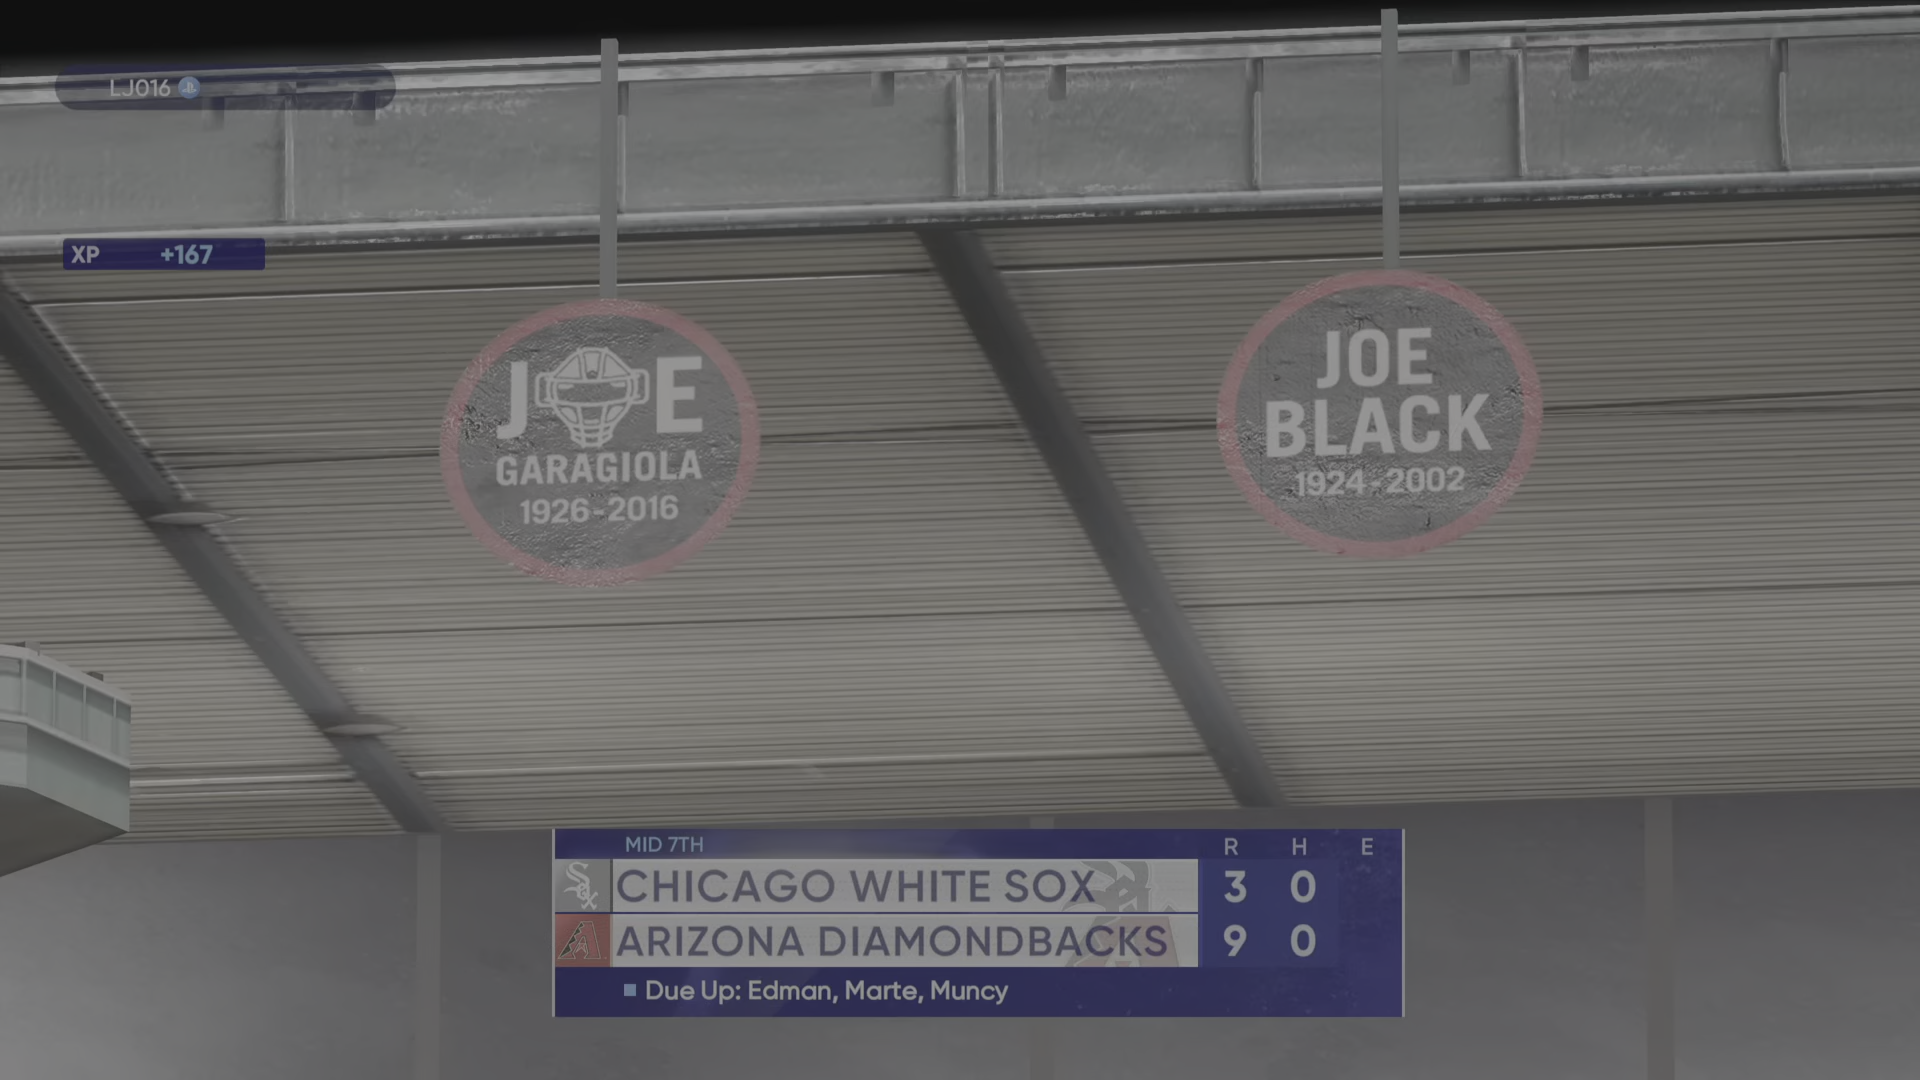 LJ016
XP +167
J E
GARAGIOLA
1926-2016
JOE
BLACK
1924-2002
MID 7TH R H E
CHICAGO WHITE SOX 3 0
ARIZONA DIAMONDBACKS 9 0
Due Up: Edman, Marte, Muncy